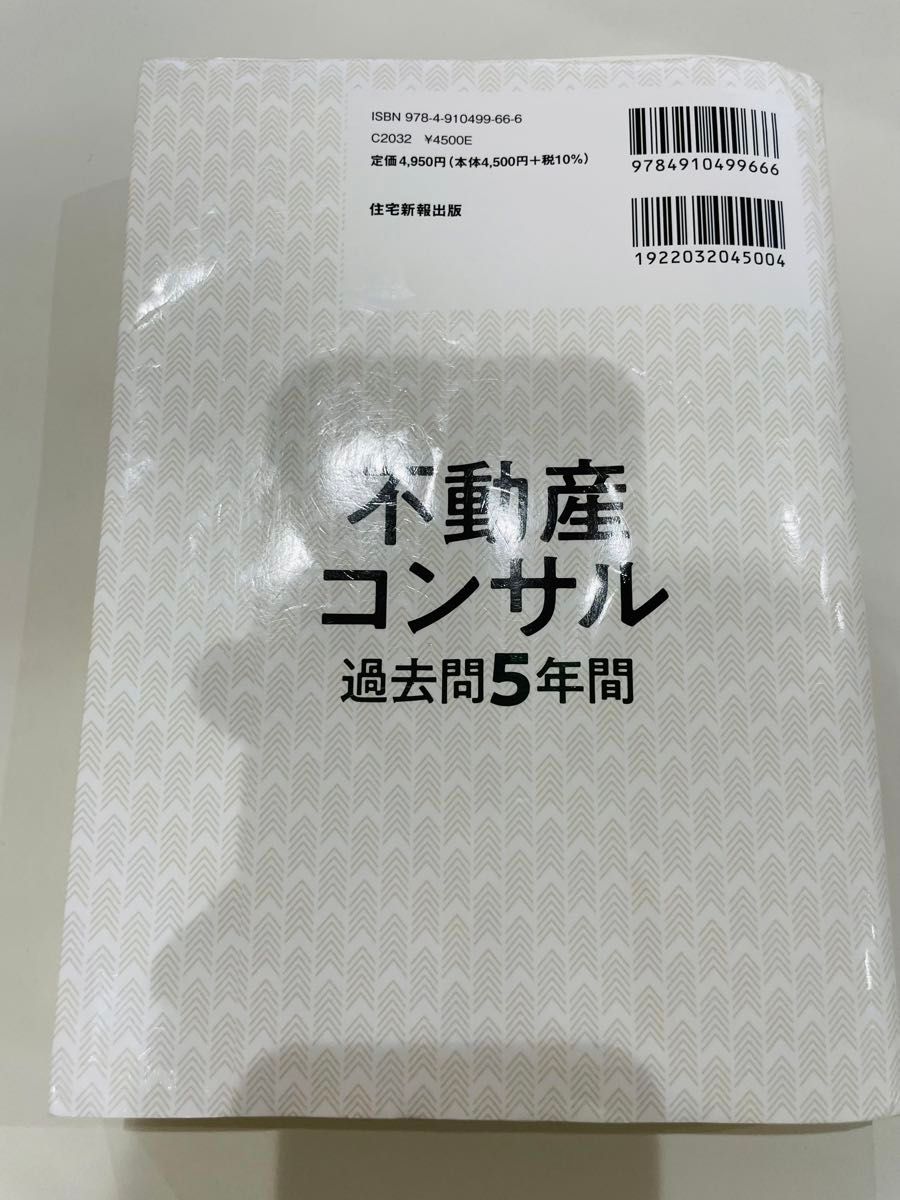 ISBN 978-4-910499-66-6
C2032 ¥4500E
定価4,950円(本体4,500円+税10%)
住宅新報出版
9784910499666
1922032045004
不動産
コンサル
過去問5年間